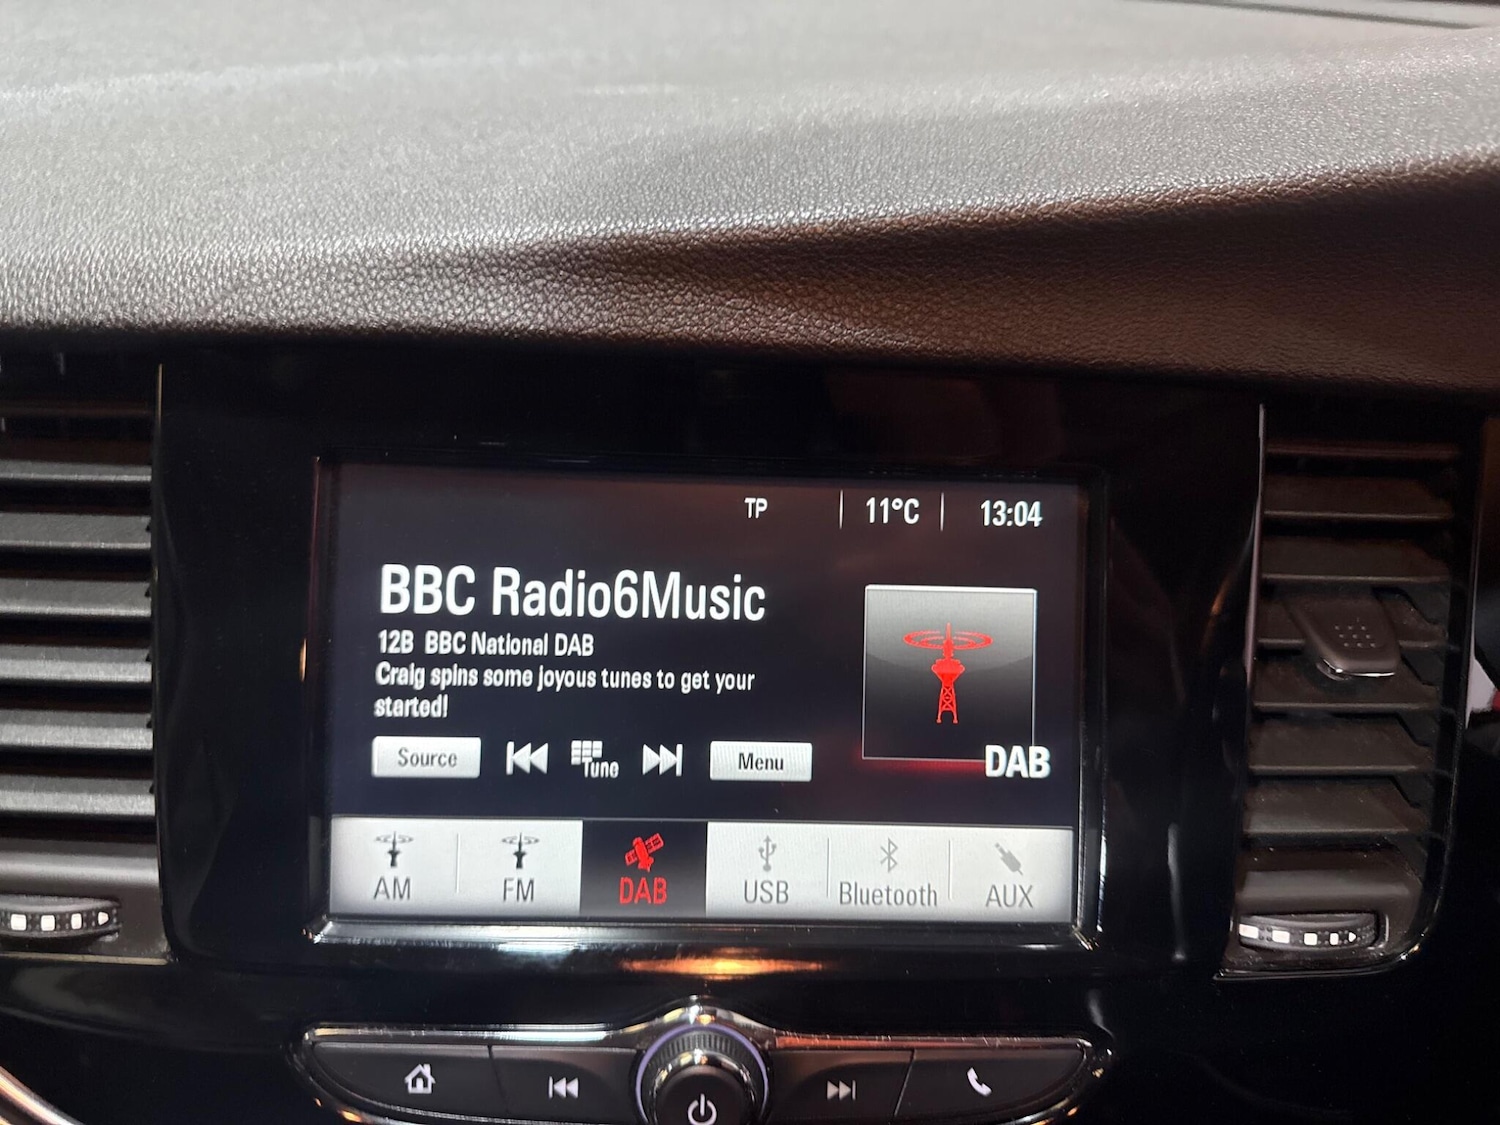 TP 11°C 13:04
BBC Radio6Music
12B BBC National DAB
Craig spins some joyous tunes to get your
started!
Source Tune Menu
DAB
AM FM DAB USB Bluetooth AUX